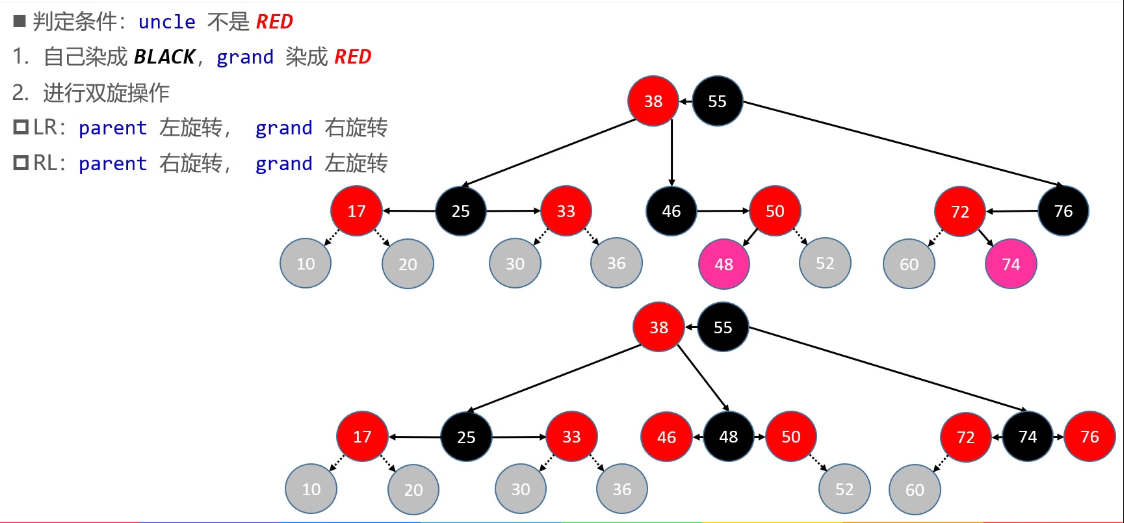 ■ 判定条件：uncle 不是 RED
1. 自己染成 BLACK，grand 染成 RED
2. 进行双旋操作
LR：parent 左旋转， grand 右旋转
RL：parent 右旋转， grand 左旋转
38 55
17 25 33 46 50 72 76
10 20 30 36 48 52 60 74
38 55
17 25 33 46 48 50 72 74 76
10 20 30 36 52 60